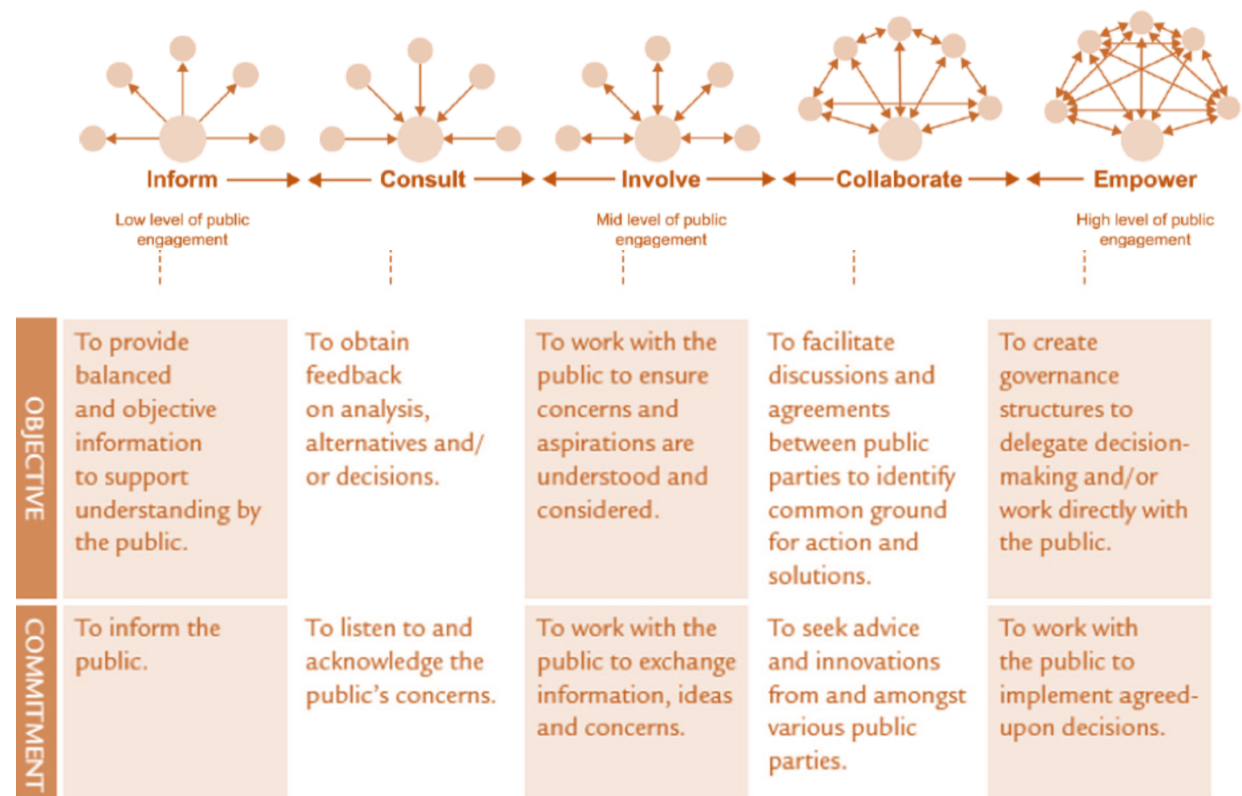 Inform
Consult
Involve
Collaborate
Empower
Low level of public
engagement
Mid level of public
engagement
High level of public
engagement
OBJECTIVE
To provide
balanced
and objective
information
to support
understanding by
the public.
To obtain
feedback
on analysis,
alternatives and/
or decisions.
To work with the
public to ensure
concerns and
aspirations are
understood and
considered.
To facilitate
discussions and
agreements
between public
parties to identify
common ground
for action and
solutions.
To create
governance
structures to
delegate decision-
making and/or
work directly with
the public.
COMMITMENT
To inform the
public.
To listen to and
acknowledge the
public's concerns.
To work with the
public to exchange
information, ideas
and concerns.
To seek advice
and innovations
from and amongst
various public
parties.
To work with
the public to
implement agreed-
upon decisions.